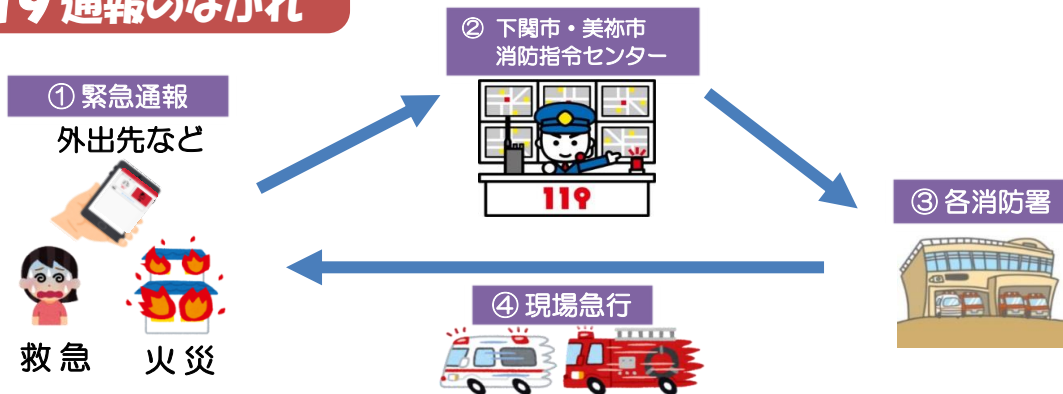 19通報のながれ
② 下関市・美祢市
消防指令センター
① 緊急通報
外出先など
119
③ 各消防署
④ 現場急行
救 急
火 災